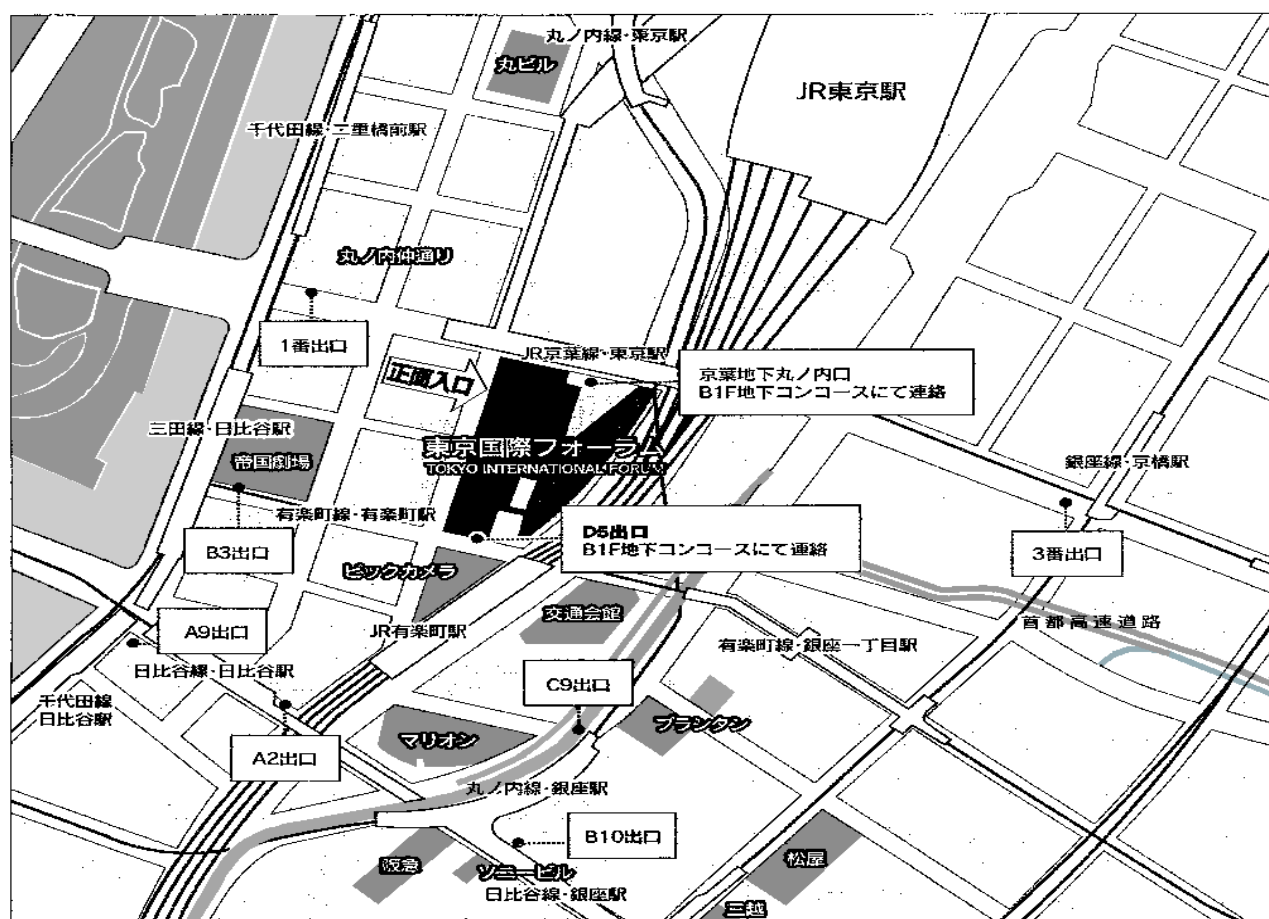 丸ノ内線・東京駅
丸ビル
JR東京駅
千代田線・二重橋前駅
丸ノ内仲通り
1番出口
JR京葉線・東京駅
正面入口
京葉地下丸ノ内口
B1F地下コンコースにて連絡
三田線・日比谷駅
帝国劇場
東京国際フォーラム
TOKYO INTERNATIONAL FORUM
銀座線・京橋駅
有楽町線・有楽町駅
B3出口
D5出口
B1F地下コンコースにて連絡
3番出口
ビックカメラ
交通会館
首都高速道路
A9出口
JR有楽町駅
日比谷線・日比谷駅
有楽町線・銀座一丁目駅
C9出口
千代田線
日比谷駅
プランタン
マリオン
A2出口
丸ノ内線・銀座駅
B10出口
阪急
ソニービル
日比谷線・銀座駅
松屋
三越